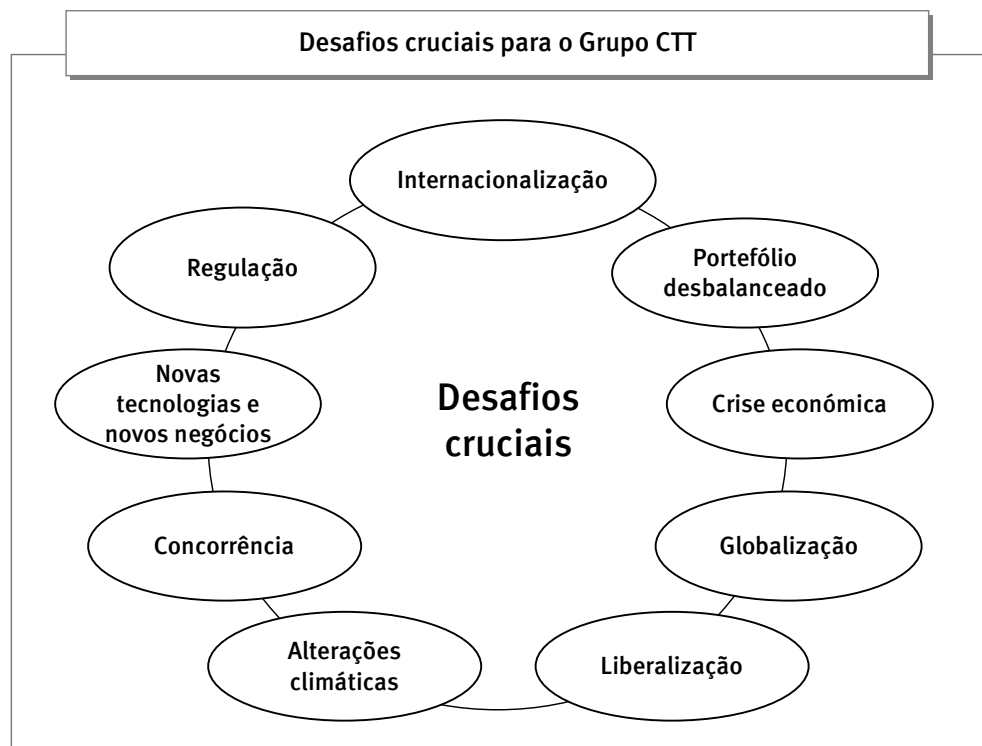 Desafios cruciais para o Grupo CTT
Internacionalização
Portefólio
desbalanceado
Crise económica
Globalização
Liberalização
Alterações
climáticas
Concorrência
Novas
tecnologias e
novos negócios
Regulação
Desafios
cruciais